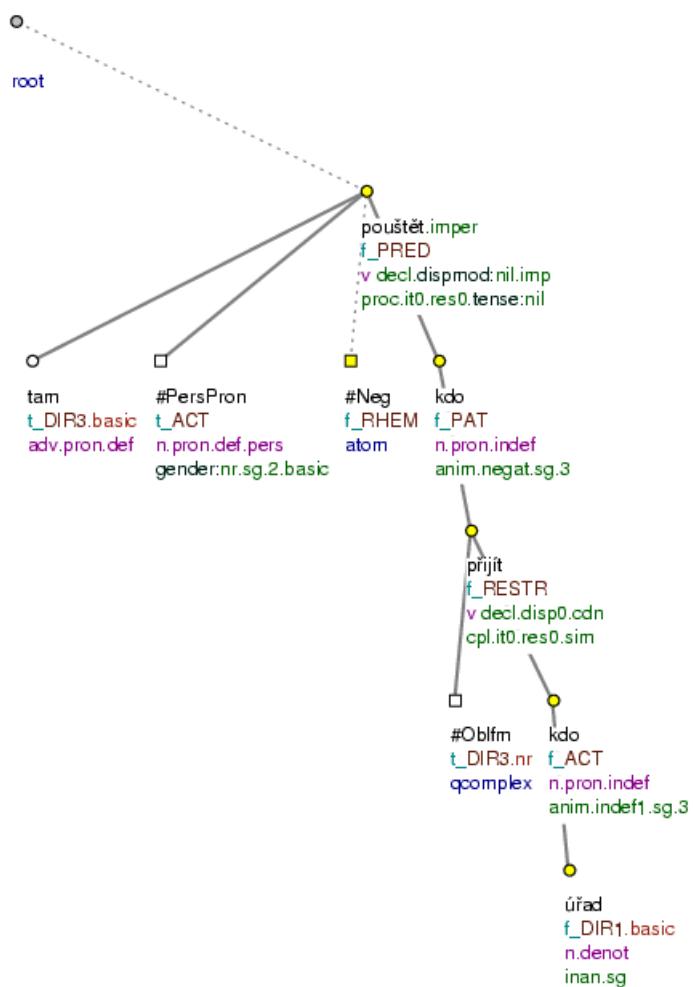 root
pouštět.imper
f_PRED
v decl.dispmod:nil.imp
proc.it0.res0.tense:nil
tam
t_DIR3.basic
adv.pron.def
#PersPron
t_ACT
n.pron.def.pers
gender:nr.sg.2.basic
#Neg
f_RHEM
atom
kdo
f_PAT
n.pron.indef
anim.negat.sg.3
přijít
f_RESTR
v decl.disp0.cdn
cpl.it0.res0.sim
#Oblfm
t_DIR3.nr
qcomplex
kdo
f_ACT
n.pron.indef
anim.indef1.sg.3
úřad
f_DIR1.basic
n.denot
inan.sg